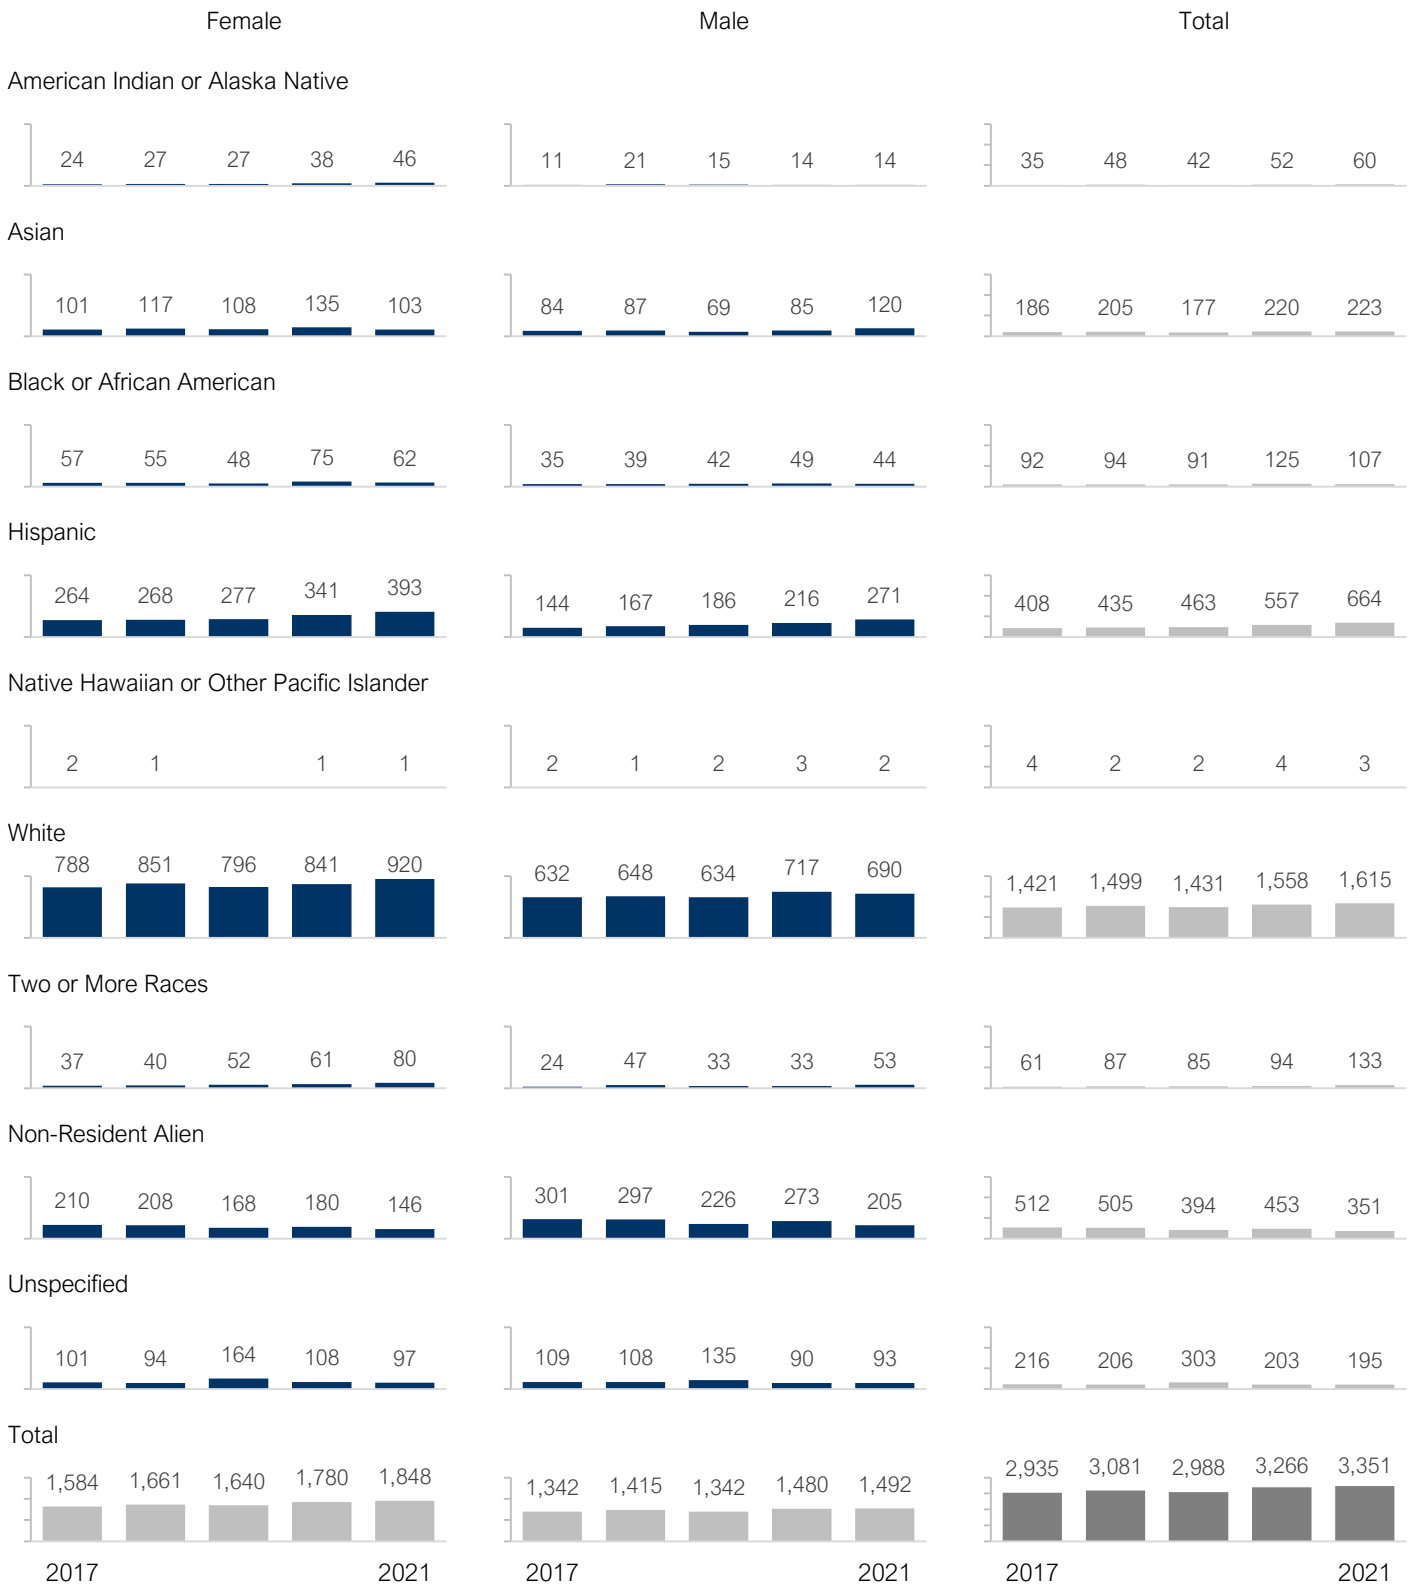 Female Male Total
American Indian or Alaska Native
24 27 27 38 46 11 21 15 14 14 35 48 42 52 60
Asian
101 117 108 135 103 84 87 69 85 120 186 205 177 220 223
Black or African American
57 55 48 75 62 35 39 42 49 44 92 94 91 125 107
Hispanic
264 268 277 341 393 144 167 186 216 271 408 435 463 557 664
Native Hawaiian or Other Pacific Islander
2 1 1 1 2 1 2 3 2 4 2 2 4 3
White
788 851 796 841 920 632 648 634 717 690 1,421 1,499 1,431 1,558 1,615
Two or More Races
37 40 52 61 80 24 47 33 33 53 61 87 85 94 133
Non-Resident Alien
210 208 168 180 146 301 297 226 273 205 512 505 394 453 351
Unspecified
101 94 164 108 97 109 108 135 90 93 216 206 303 203 195
Total
1,584 1,661 1,640 1,780 1,848 1,342 1,415 1,342 1,480 1,492 2,935 3,081 2,988 3,266 3,351
2017 2021 2017 2021 2017 2021